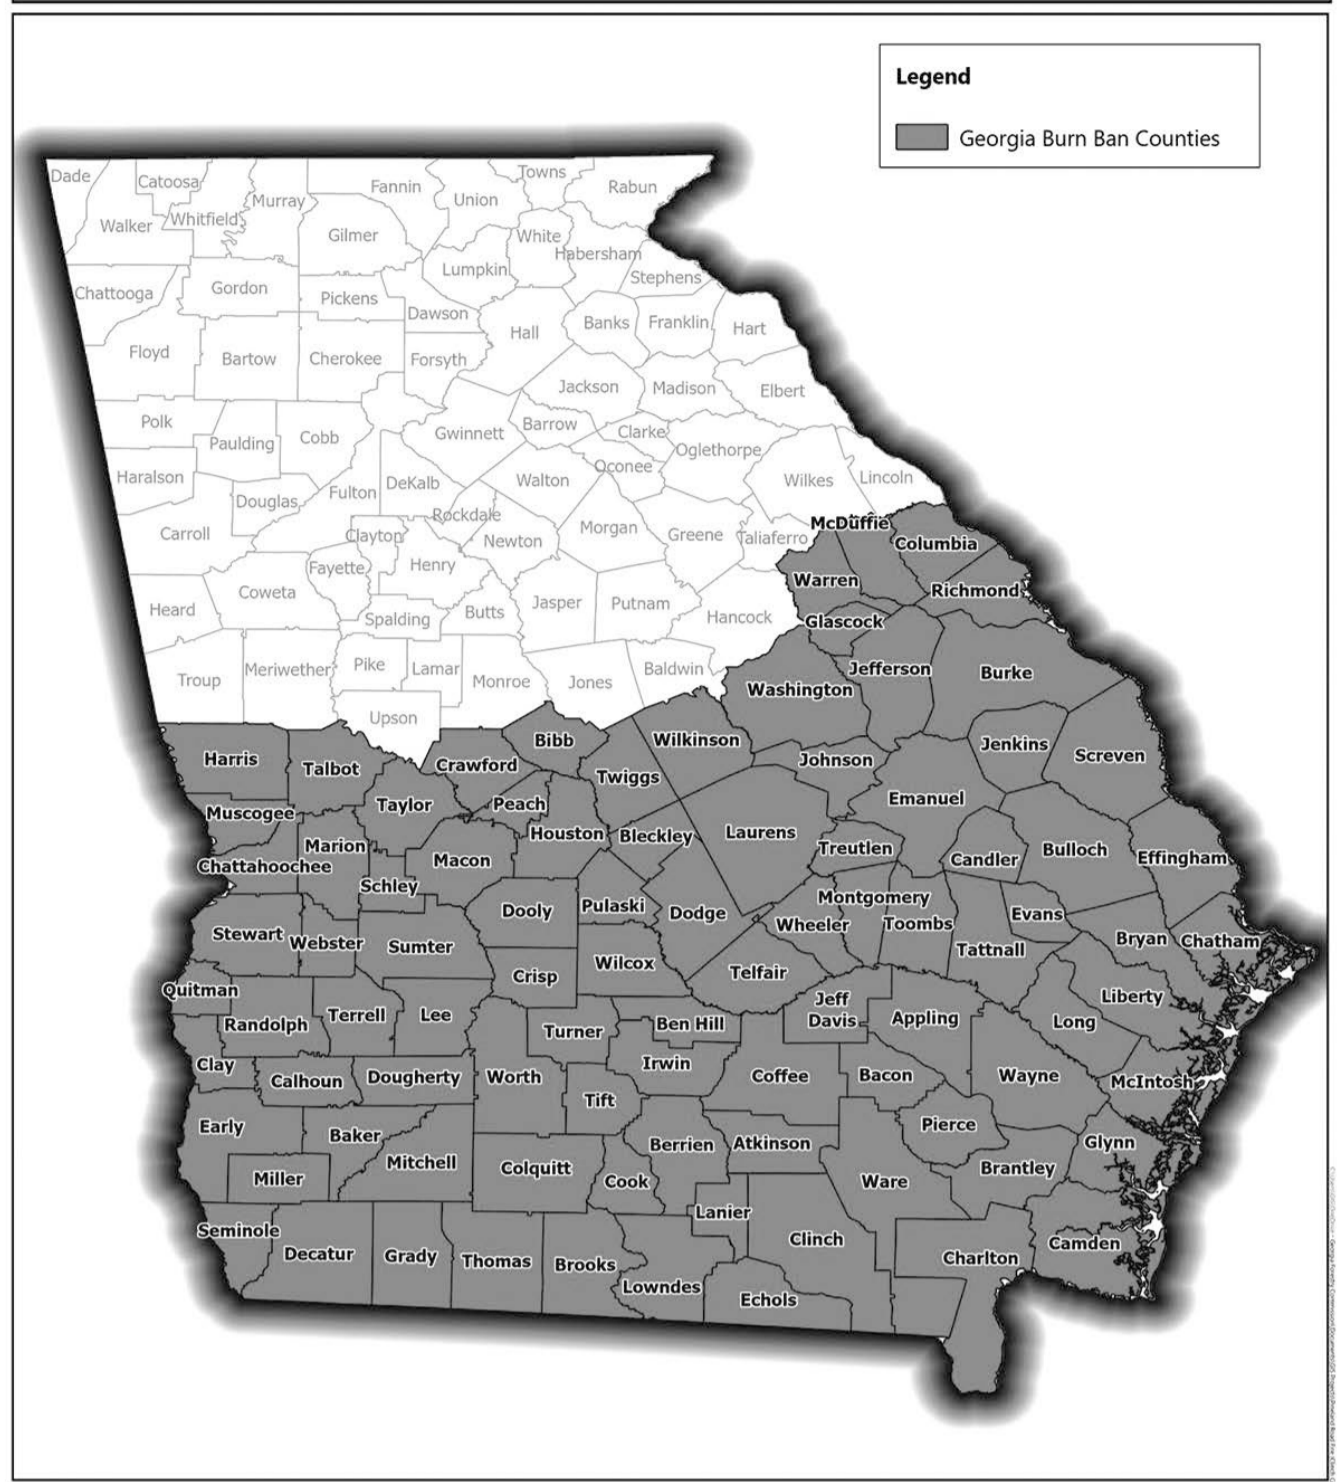 Legend
Georgia Burn Ban Counties
Dade
Catoosa
Fannin
Towns
Rabun
Walker
Whitfield
Murray
Union
Gilmer
White
Habersham
Lumpkin
Stephens
Chattooga
Gordon
Pickens
Dawson
Hall
Banks
Franklin
Hart
Floyd
Bartow
Cherokee
Forsyth
Jackson
Madison
Elbert
Polk
Paulding
Cobb
Gwinnett
Barrow
Clarke
Oglethorpe
Oconee
Haralson
Douglas
Fulton
DeKalb
Walton
Wilkes
Lincoln
Rockdale
Carroll
Clayton
Newton
Morgan
Greene
Taliaferro
McDuffie
Columbia
Fayette
Henry
Warren
Richmond
Heard
Coweta
Spalding
Butts
Jasper
Putnam
Hancock
Glascock
Troup
Meriwether
Pike
Lamar
Monroe
Jones
Baldwin
Washington
Jefferson
Burke
Upson
Harris
Talbot
Crawford
Bibb
Twiggs
Wilkinson
Johnson
Jenkins
Screven
Muscogee
Taylor
Peach
Houston
Bleckley
Laurens
Emanuel
Chattahoochee
Marion
Schley
Macon
Treutlen
Candler
Bulloch
Effingham
Stewart
Webster
Sumter
Dooly
Pulaski
Dodge
Wheeler
Montgomery
Toombs
Evans
Tattnall
Bryan
Chatham
Crisp
Wilcox
Telfair
Quitman
Randolph
Terrell
Lee
Turner
Ben Hill
Jeff
Davis
Appling
Long
Liberty
Clay
Calhoun
Dougherty
Worth
Irwin
Tift
Coffee
Bacon
Wayne
McIntosh
Early
Baker
Mitchell
Miller
Colquitt
Cook
Berrien
Atkinson
Pierce
Ware
Brantley
Glynn
Seminole
Decatur
Grady
Thomas
Brooks
Lowndes
Lanier
Clinch
Echols
Charlton
Camden